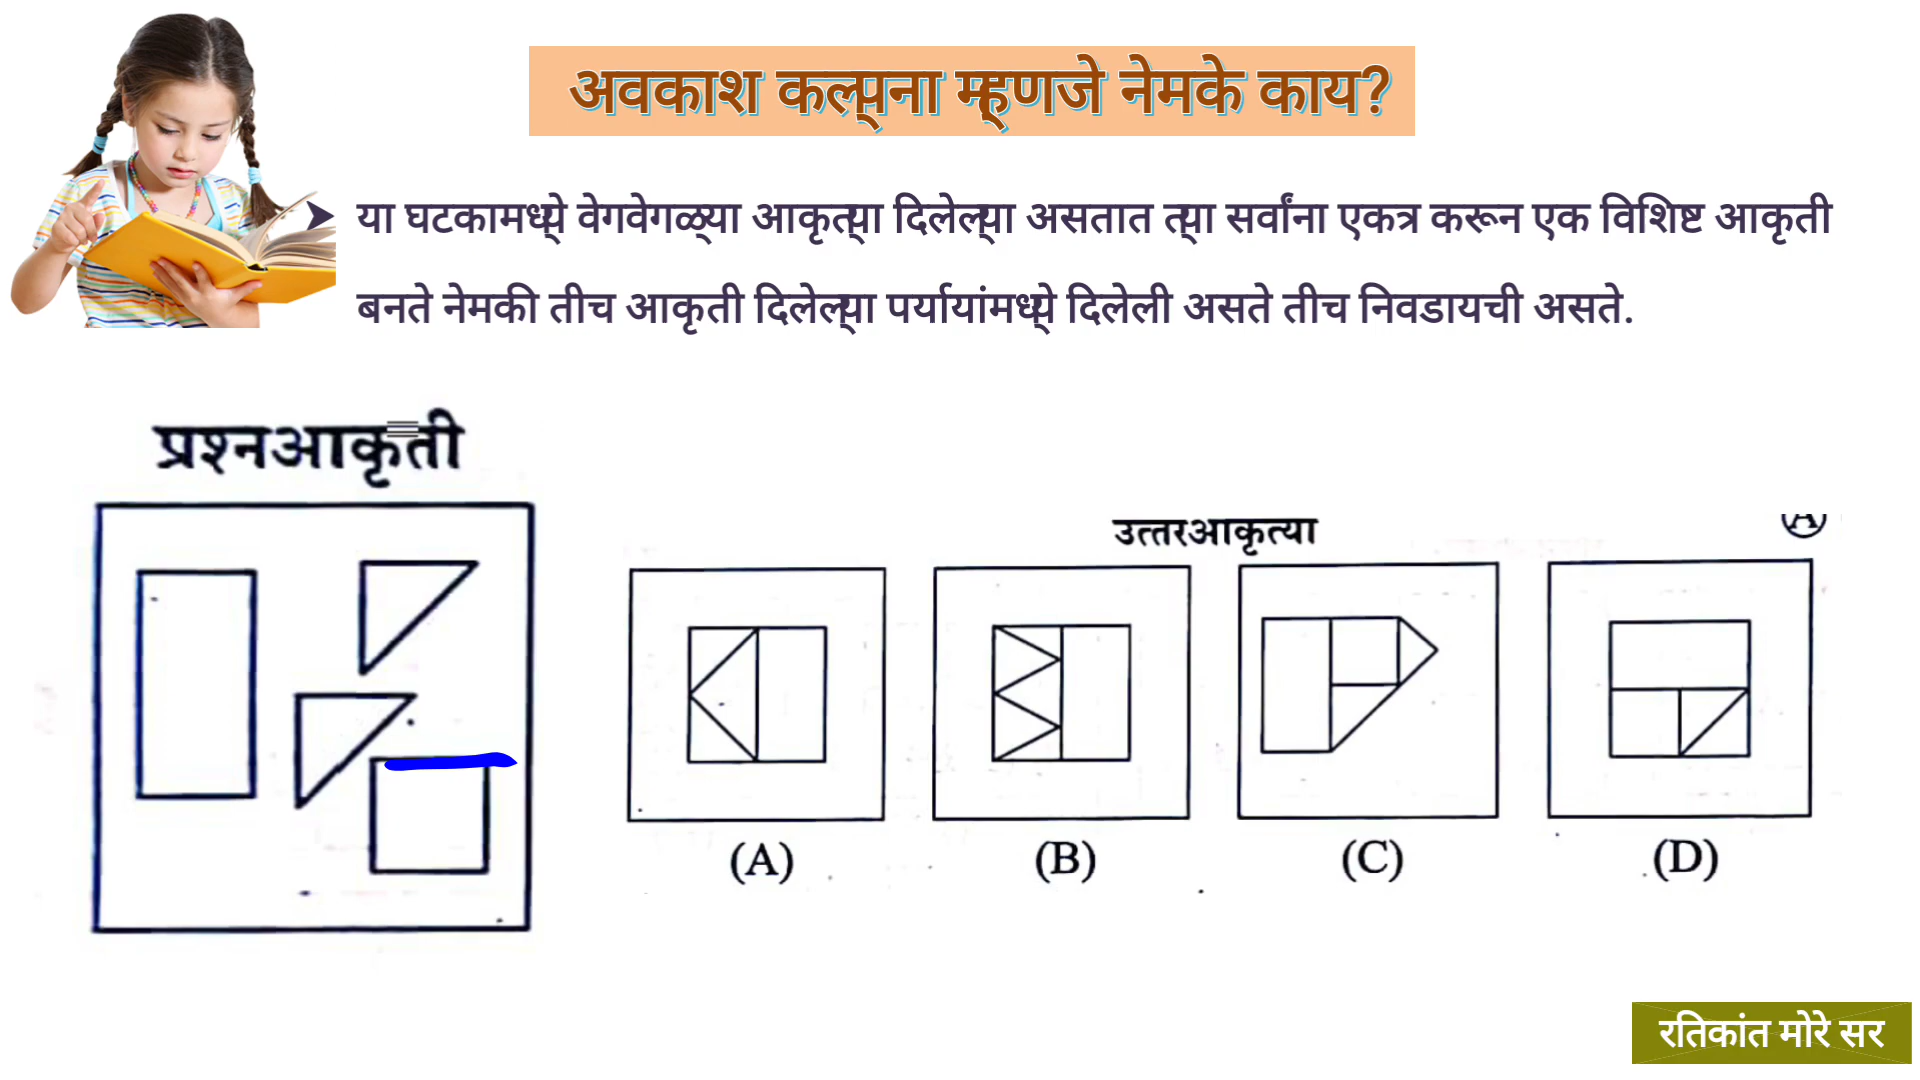 अवकाश कल्पना म्हणजे नेमके काय?
या घटकामध्ये वेगवेगळ्या आकृत्या दिलेल्या असतात त्या सर्वांना एकत्र करून एक विशिष्ट आकृती
बनते नेमकी तीच आकृती दिलेल्या पर्यायांमध्ये दिलेली असते तीच निवडायची असते.
प्रश्नआकृती
उत्तरआकृत्या
A
(A) (B) (C) (D)
रतिकांत मोरे सर